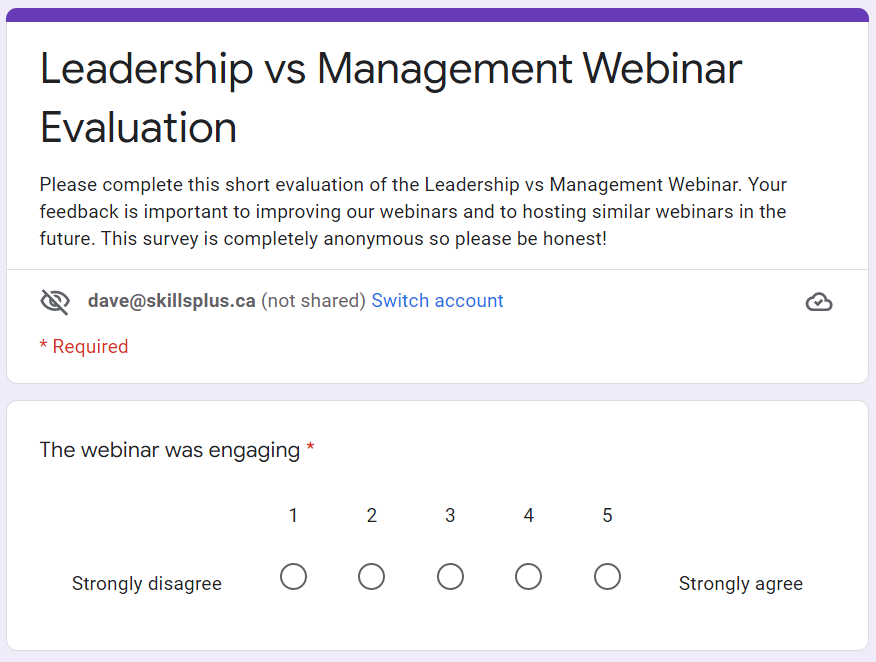 Leadership vs Management Webinar
Evaluation
Please complete this short evaluation of the Leadership vs Management Webinar. Your
feedback is important to improving our webinars and to hosting similar webinars in the
future. This survey is completely anonymous so please be honest!
dave@skillsplus.ca (not shared) Switch account
* Required
The webinar was engaging *
1 2 3 4 5
Strongly disagree Strongly agree